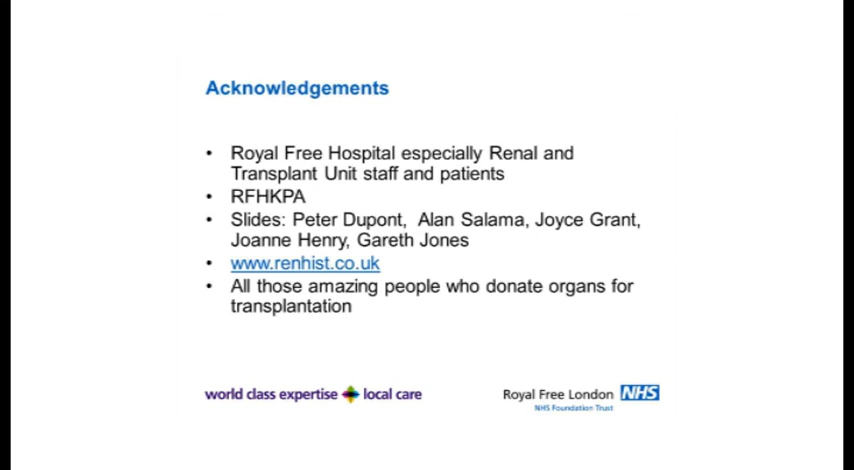 Acknowledgements
• Royal Free Hospital especially Renal and
Transplant Unit staff and patients
• RFHKPA
• Slides: Peter Dupont, Alan Salama, Joyce Grant,
Joanne Henry, Gareth Jones
• www.renhist.co.uk
• All those amazing people who donate organs for
transplantation
world class expertise local care
Royal Free London NHS
NHS Foundation Trust